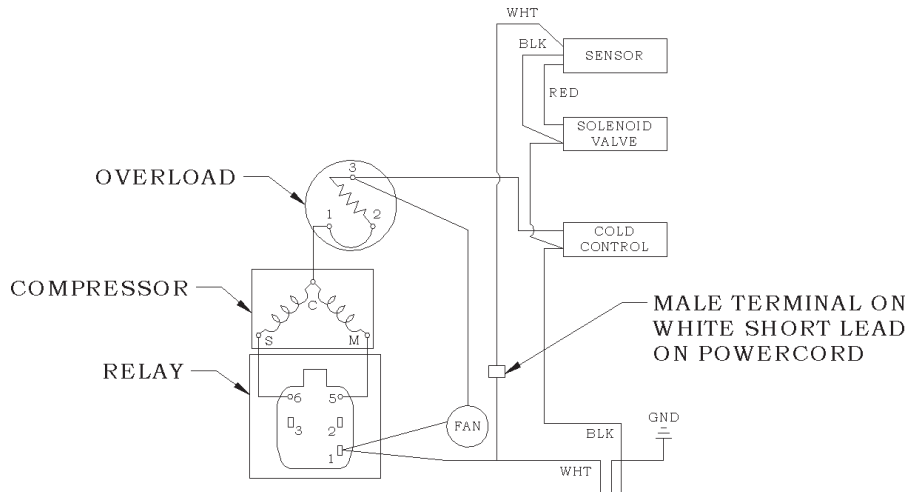 WHT
BLK
SENSOR
RED
SOLENOID
VALVE
OVERLOAD
3
1
2
COLD
CONTROL
COMPRESSOR
C
S
M
MALE TERMINAL ON
WHITE SHORT LEAD
ON POWERCORD
RELAY
6
5
3
2
1
FAN
GND
BLK
WHT